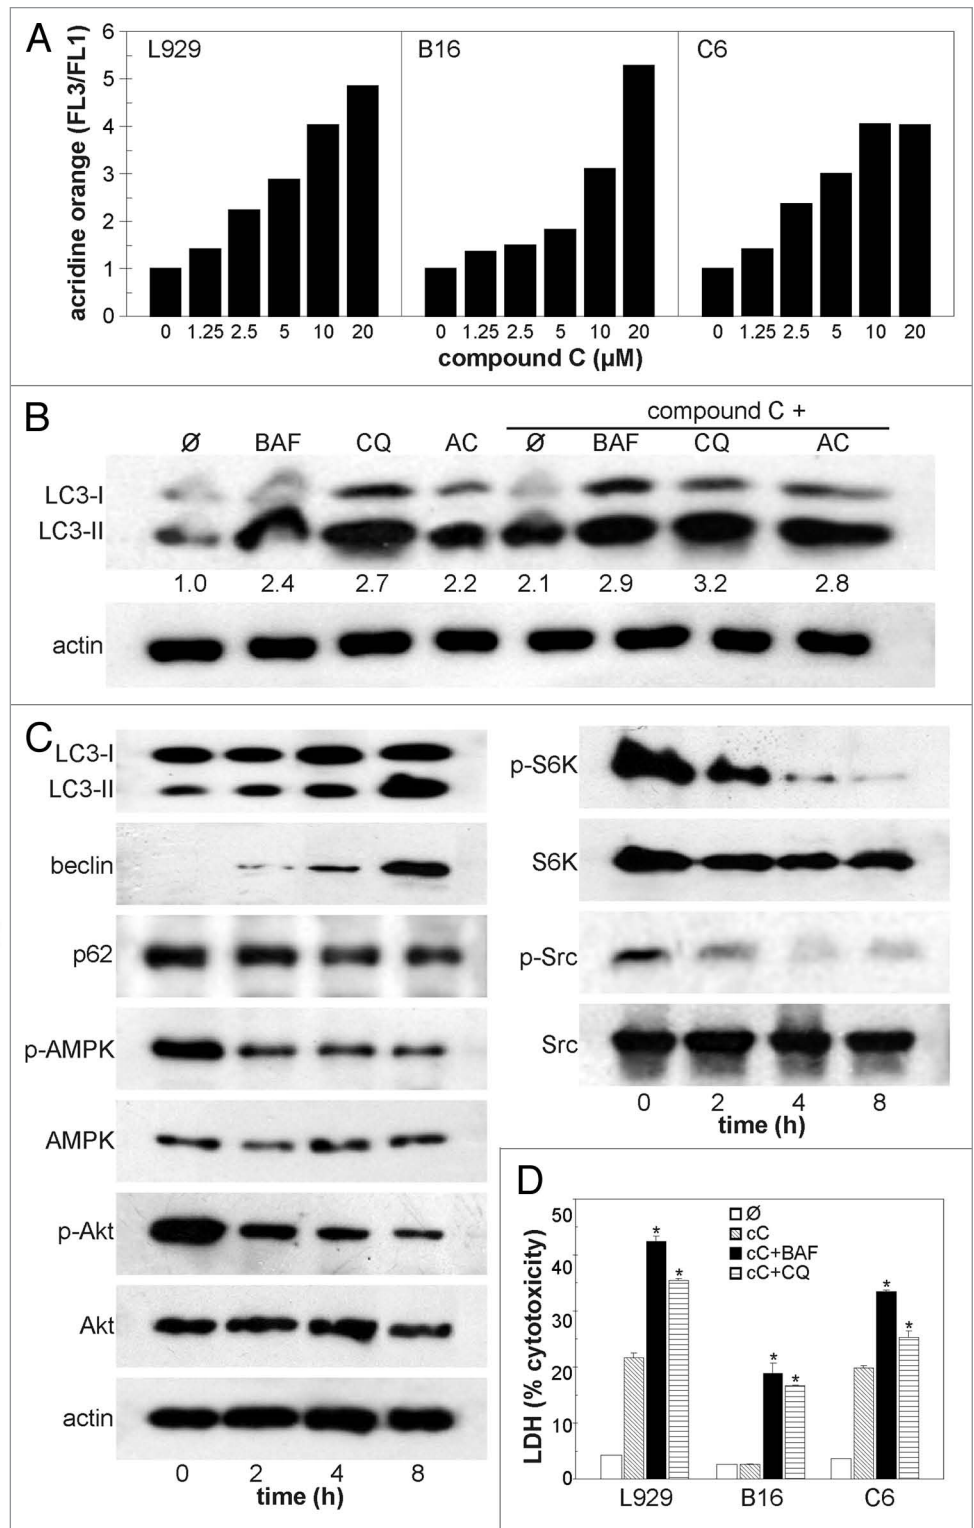 A
L929
B16
C6
acridine orange (FL3/FL1)
6
5
4
3
2
1
0
0 1.25 2.5 5 10 20 0 1.25 2.5 5 10 20 0 1.25 2.5 5 10 20
compound C (µM)
B
compound C +
Ø BAF CQ AC Ø BAF CQ AC
LC3-I
LC3-II
1.0 2.4 2.7 2.2 2.1 2.9 3.2 2.8
actin
C
LC3-I
LC3-II
beclin
p62
p-AMPK
AMPK
p-Akt
Akt
actin
0 2 4 8
time (h)
p-S6K
S6K
p-Src
Src
0 2 4 8
time (h)
D
LDH (% cytotoxicity)
50
40
30
20
10
0
Ø
cC
cC+BAF
cC+CQ
* * * * * *
L929 B16 C6